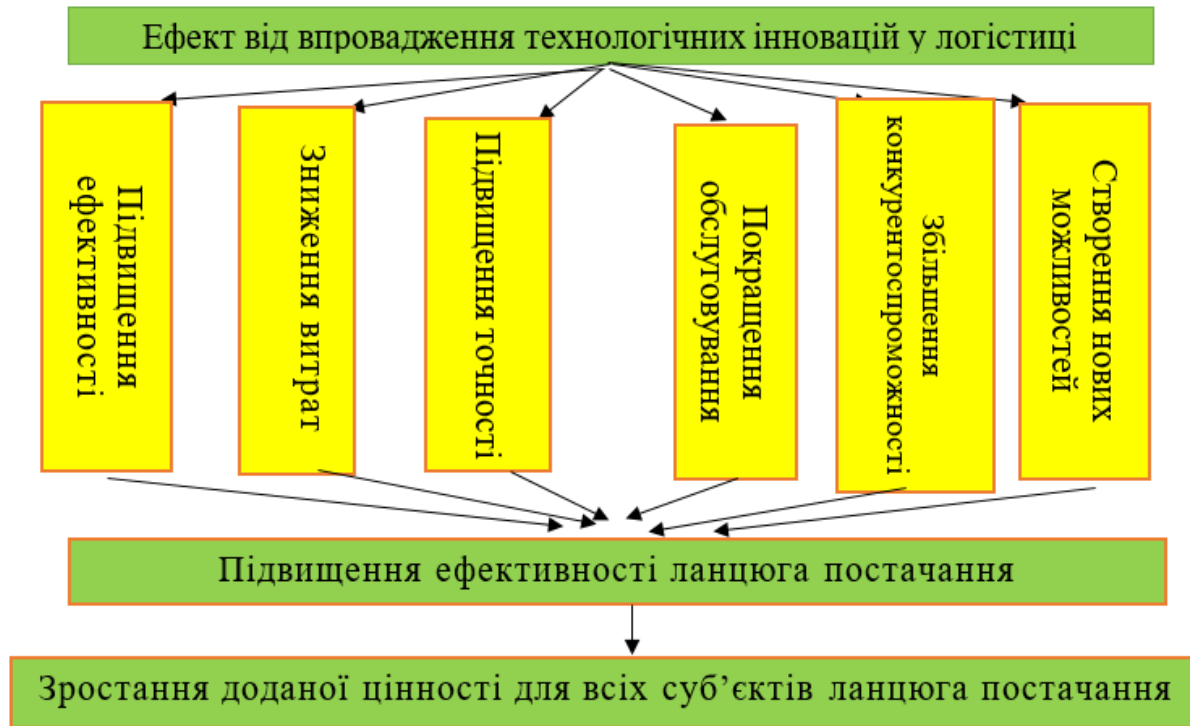 Ефект від впровадження технологічних інновацій у логістиці
Підвищення
ефективності
Зниження витрат
Підвищення точності
Покращення
обслуговування
Збільшення
конкурентоспроможності
Створення нових
можливостей
Підвищення ефективності ланцюга постачання
Зростання доданої цінності для всіх суб’єктів ланцюга постачання